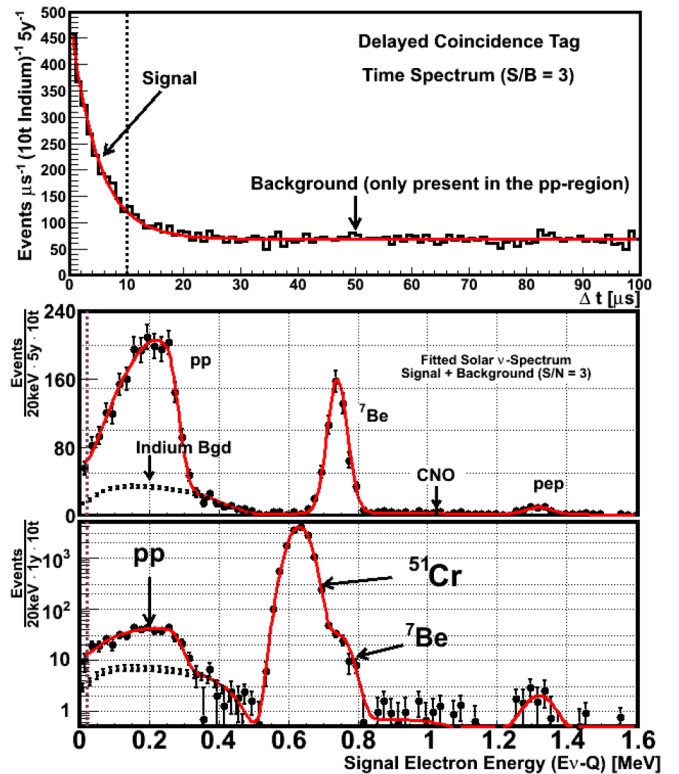 500
450
400
350
300
250
200
150
100
50
0
Events μs⁻¹ (10t Indium)⁻¹ 5y⁻¹
Delayed Coincidence Tag
Time Spectrum (S/B = 3)
Signal
Background (only present in the pp-region)
0 10 20 30 40 50 60 70 80 90 100
Δ t [μs]
240
160
80
0
Events
20keV · 5y · 10t
pp
Fitted Solar ν-Spectrum
Signal + Background (S/N = 3)
⁷Be
Indium Bgd
CNO
pep
10³
10²
10
1
Events
20keV · 1y · 10t
pp
⁵¹Cr
⁷Be
0 0.2 0.4 0.6 0.8 1 1.2 1.4 1.6
Signal Electron Energy (Eν-Q) [MeV]